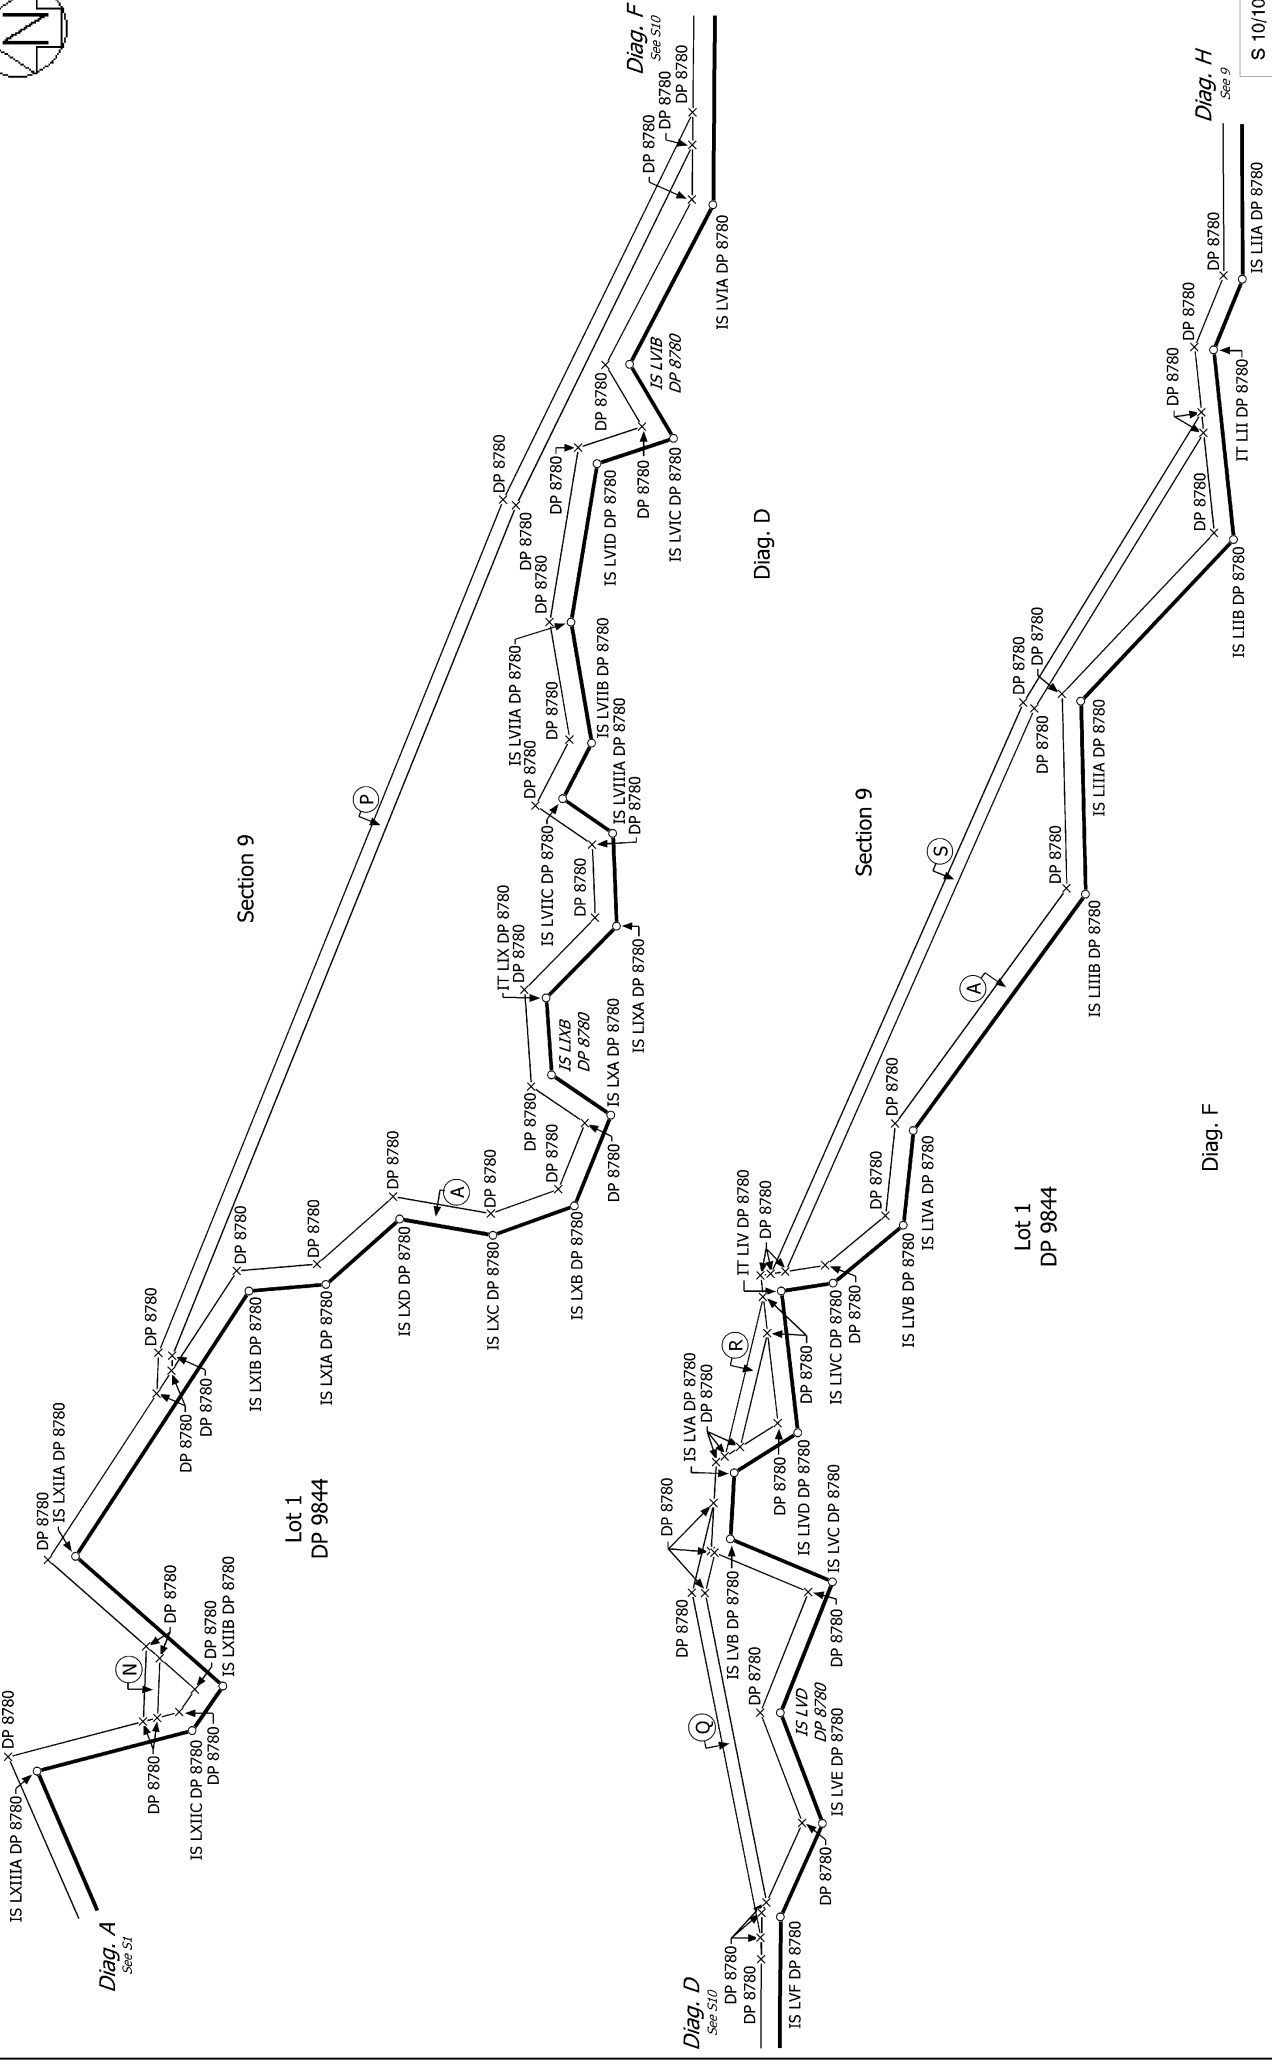 N
Diag. A
See S1
IS LXIIIA DP 8780
DP 8780
DP 8780
IS LXIIC DP 8780
DP 8780
N
DP 8780
DP 8780
IS LXIIB DP 8780
DP 8780
IS LXIIA DP 8780
Lot 1
DP 9844
DP 8780
DP 8780
DP 8780
DP 8780
IS LXIB DP 8780
DP 8780
IS LXIA DP 8780
DP 8780
IS LXD DP 8780
DP 8780
A
IS LXC DP 8780
DP 8780
IS LXB DP 8780
DP 8780
DP 8780
IS LXA DP 8780
DP 8780
IS LIXB
DP 8780
IT LIX DP 8780
DP 8780
IS LIXA DP 8780
DP 8780
Section 9
P
IS LVIIC DP 8780
IS LVIIIA DP 8780
DP 8780
DP 8780
IS LVIIB DP 8780
DP 8780
IS LVIIA DP 8780
DP 8780
DP 8780
DP 8780
IS LVID DP 8780
DP 8780
DP 8780
IS LVIC DP 8780
DP 8780
IS LVIB
DP 8780
IS LVIA DP 8780
DP 8780
DP 8780
DP 8780
Diag. F
See S10
Diag. D
Diag. D
See S10
DP 8780
DP 8780
IS LVF DP 8780
DP 8780
IS LVE DP 8780
Q
DP 8780
IS LVD
DP 8780
DP 8780
DP 8780
DP 8780
IS LVC DP 8780
IS LVB DP 8780
IS LVA DP 8780
DP 8780
DP 8780
IS LIVD DP 8780
R
DP 8780
IT LIV DP 8780
DP 8780
IS LIVC DP 8780
DP 8780
IS LIVB DP 8780
DP 8780
IS LIVA DP 8780
DP 8780
Lot 1
DP 9844
A
Section 9
S
IS LIIIB DP 8780
DP 8780
IS LIIIA DP 8780
DP 8780
DP 8780
DP 8780
IS LIIB DP 8780
DP 8780
DP 8780
IT LII DP 8780
DP 8780
DP 8780
IS LIIA DP 8780
Diag. H
See 9
Diag. F
S 10/10